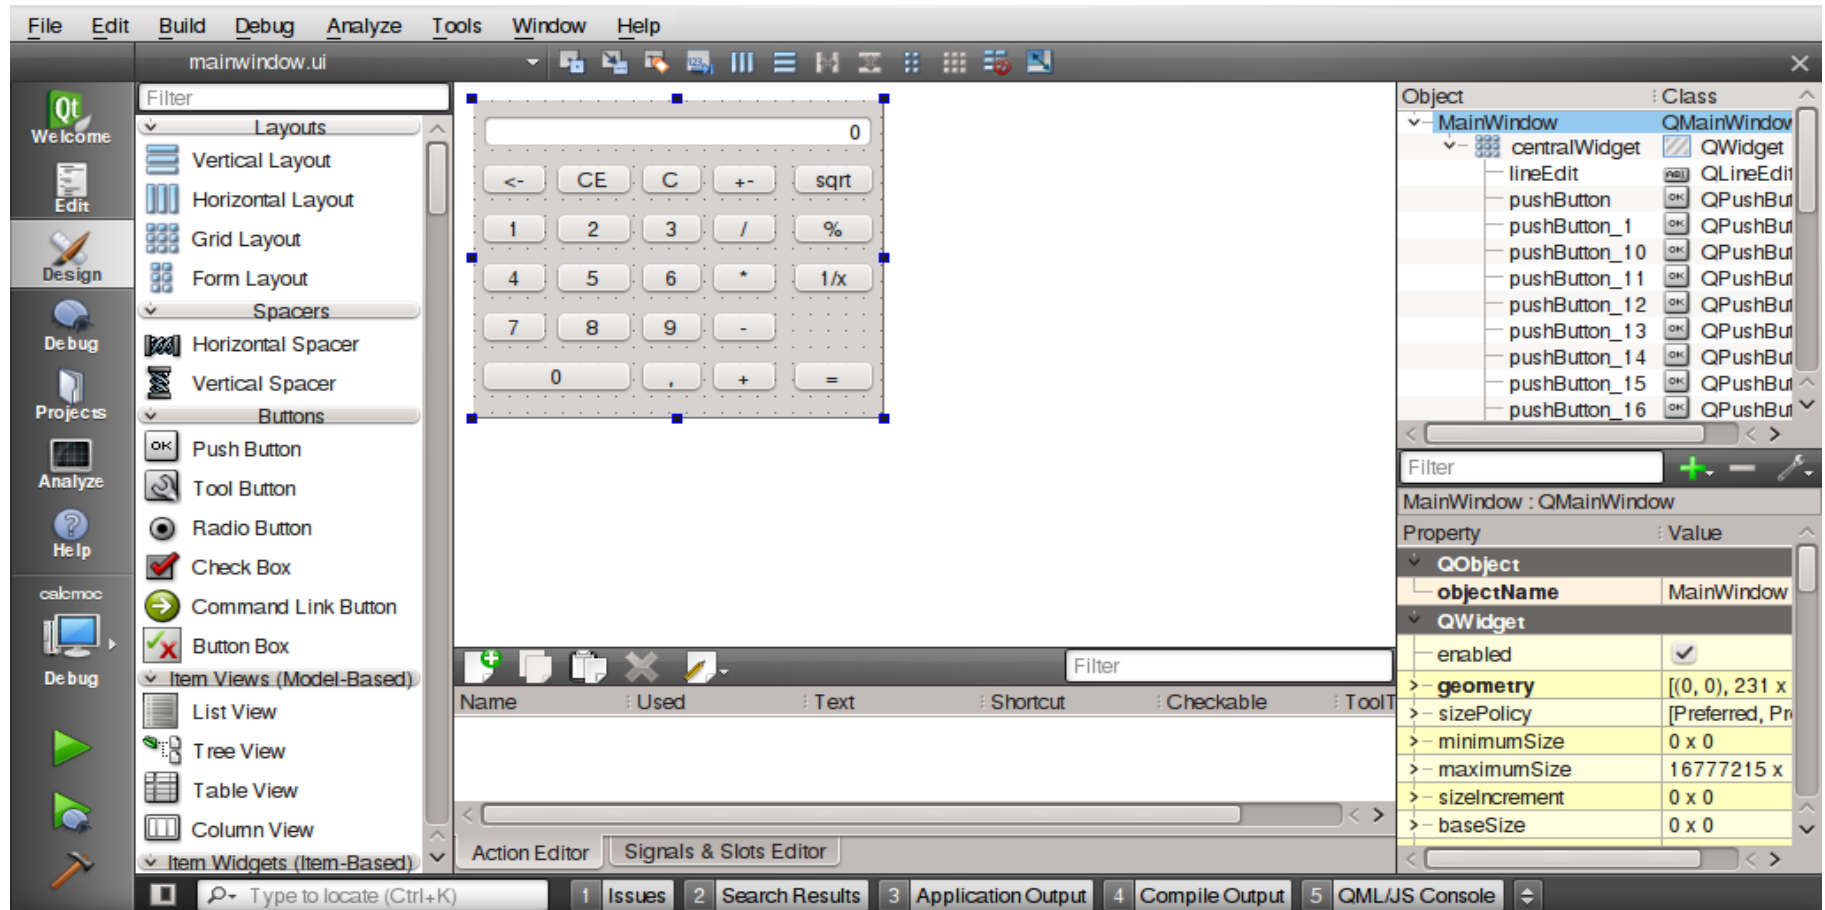 File Edit Build Debug Analyze Tools Window Help
mainwindow.ui
Qt
Welcome
Edit
Design
Debug
Projects
Analyze
Help
calcmoc
Debug
Filter
Layouts
Vertical Layout
Horizontal Layout
Grid Layout
Form Layout
Spacers
Horizontal Spacer
Vertical Spacer
Buttons
OK Push Button
Tool Button
Radio Button
Check Box
Command Link Button
Button Box
Item Views (Model-Based)
List View
Tree View
Table View
Column View
Item Widgets (Item-Based)
0
<- CE C +- sqrt
1 2 3 / %
4 5 6 * 1/x
7 8 9 -
0 , + =
Filter
Name Used Text Shortcut Checkable ToolT
Action Editor Signals & Slots Editor
Object Class
MainWindow QMainWindow
centralWidget QWidget
lineEdit QLineEdit
pushButton QPushBut
pushButton_1 QPushBut
pushButton_10 QPushBut
pushButton_11 QPushBut
pushButton_12 QPushBut
pushButton_13 QPushBut
pushButton_14 QPushBut
pushButton_15 QPushBut
pushButton_16 QPushBut
Filter
MainWindow : QMainWindow
Property Value
QObject
objectName MainWindow
QWidget
enabled
geometry [(0, 0), 231 x
sizePolicy [Preferred, Pr
minimumSize 0 x 0
maximumSize 16777215 x
sizeIncrement 0 x 0
baseSize 0 x 0
Type to locate (Ctrl+K) 1 Issues 2 Search Results 3 Application Output 4 Compile Output 5 QML/JS Console